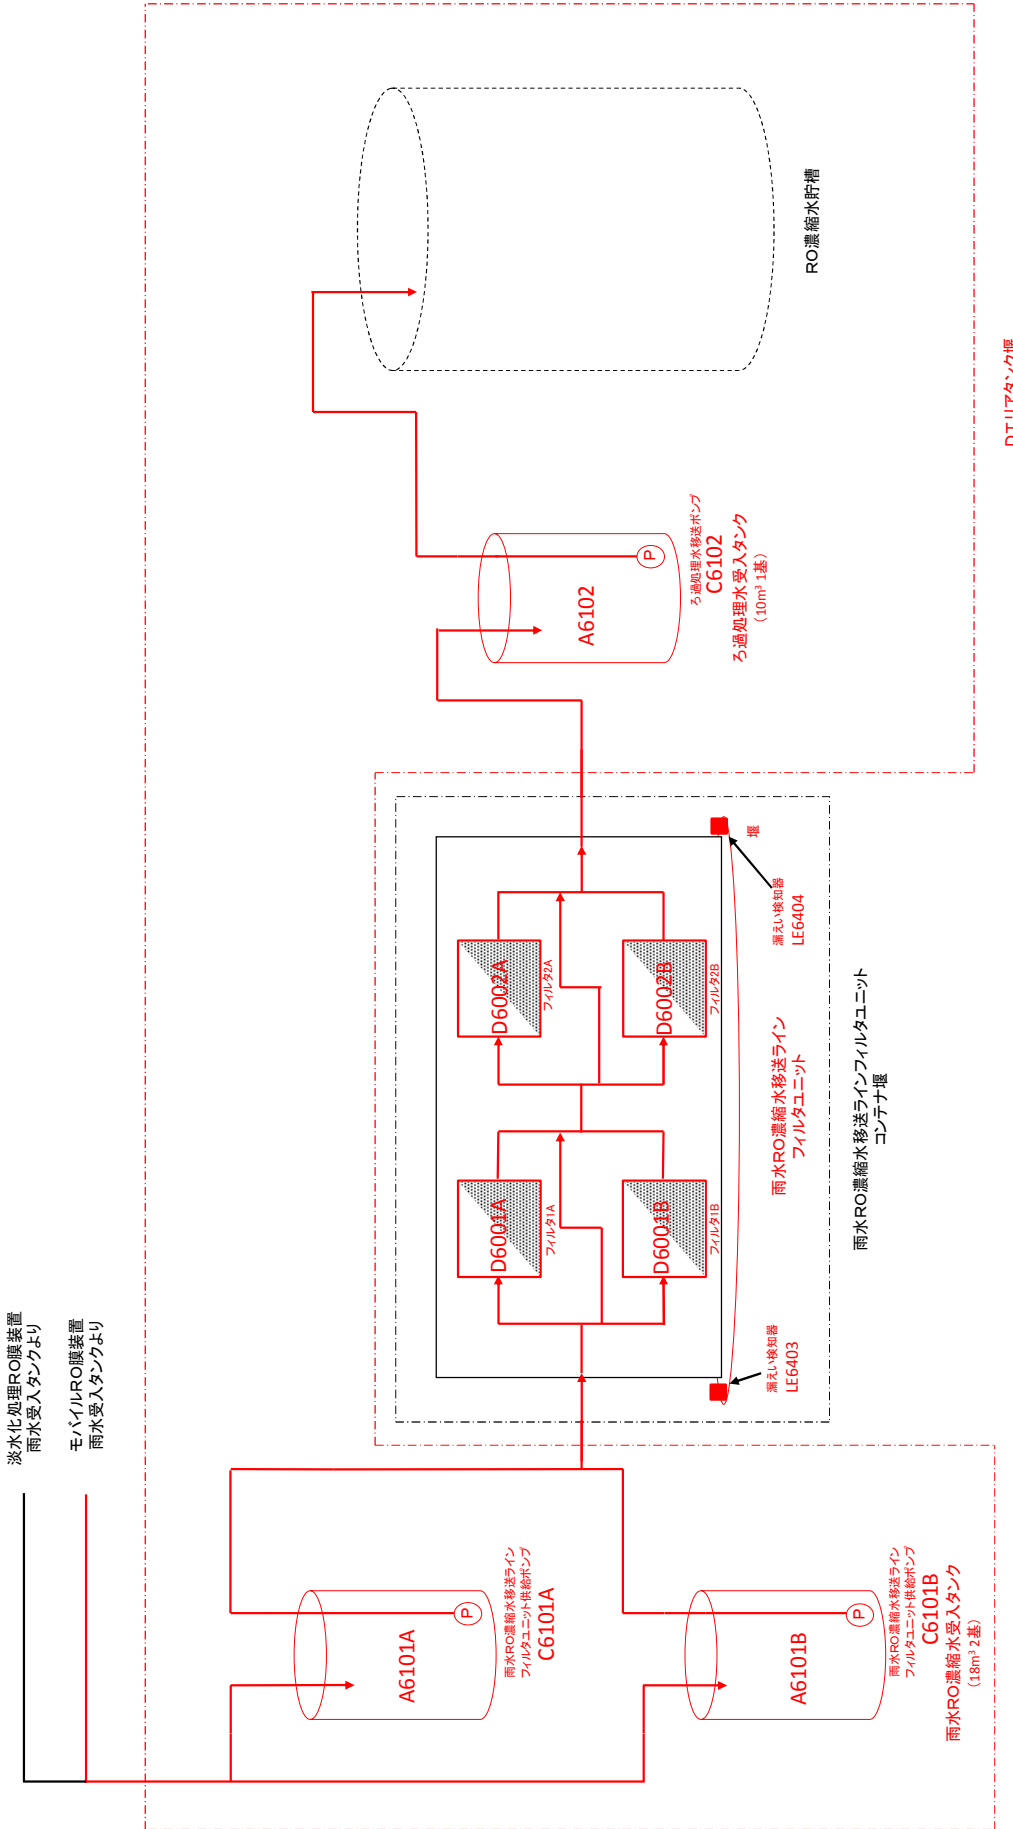 淡水化処理RO膜装置
雨水受入タンクより
モバイルRO膜装置
雨水受入タンクより
A6101A
P
雨水RO濃縮水移送ライン
フィルタユニット供給ポンプ
C6101A
A6101B
P
雨水RO濃縮水移送ライン
フィルタユニット供給ポンプ
C6101B
雨水RO濃縮水受入タンク
(18m³ 2基)
D6001A
フィルタ1A
D6001B
フィルタ1B
D6002A
フィルタ2A
D6002B
フィルタ2B
漏えい検知器
LE6403
漏えい検知器
LE6404
堰
雨水RO濃縮水移送ライン
フィルタユニット
雨水RO濃縮水移送ラインフィルタユニット
コンテナ堰
A6102
P
ろ過処理水移送ポンプ
C6102
ろ過処理水受入タンク
(10m³ 1基)
RO濃縮水貯槽
Dエリアタンク堰